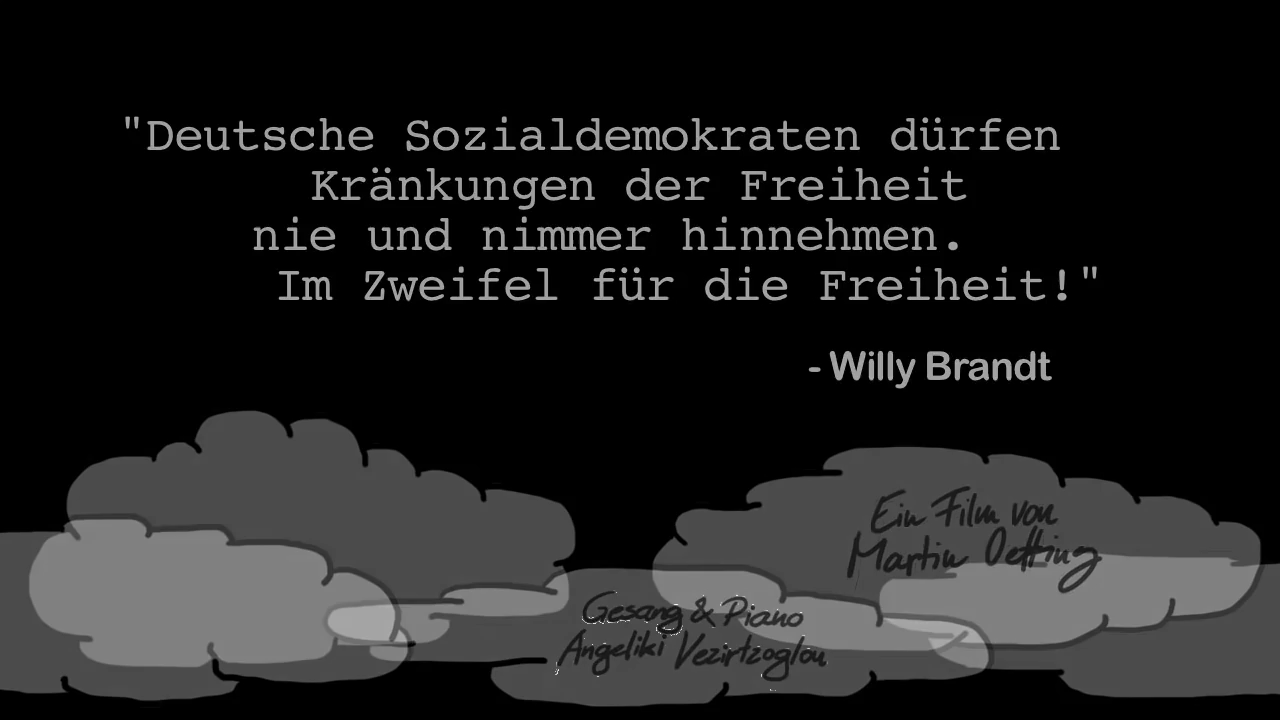 "Deutsche Sozialdemokraten dürfen
Kränkungen der Freiheit
nie und nimmer hinnehmen.
Im Zweifel für die Freiheit!"
- Willy Brandt
Ein Film von
Martin Oetting
Gesang & Piano
Angeliki Vezirtzoglou